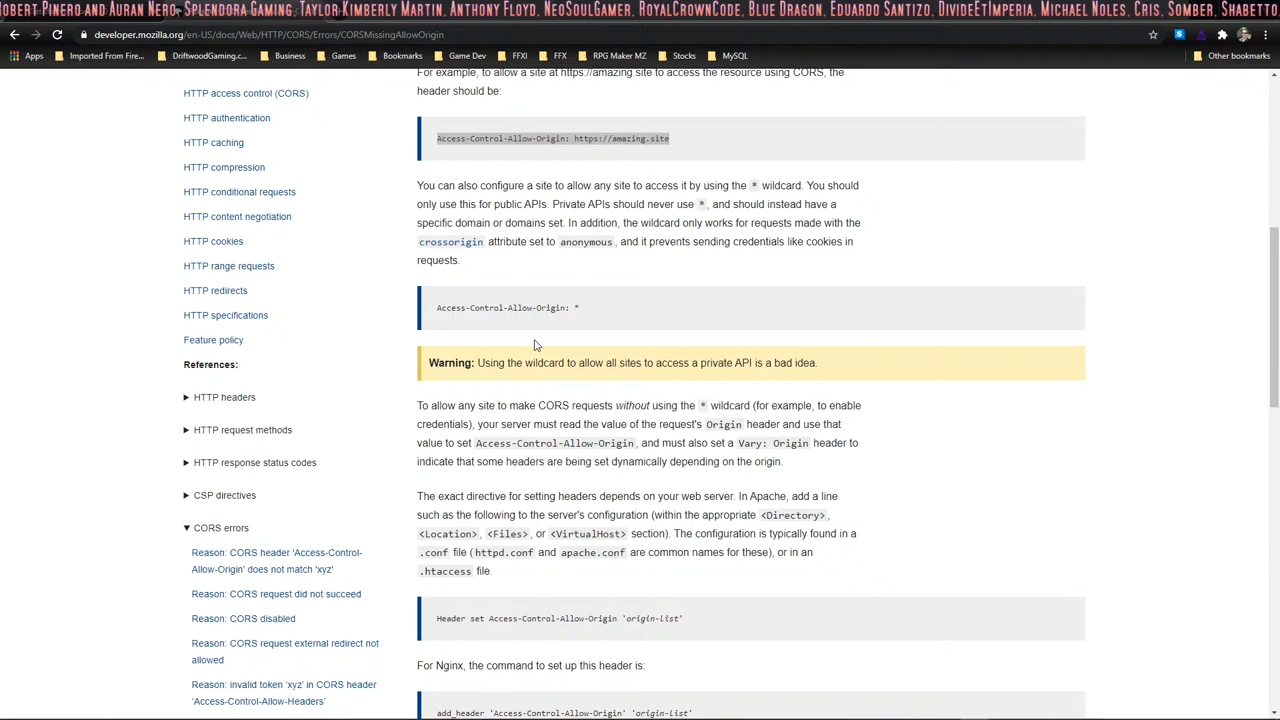 ROBERT PINERO AND AURAN NERO, SPLENDORA GAMING, TAYLOR KIMBERLY MARTIN, ANTHONY FLOYD, NEOSOULGAMER, ROYALCROWNCODE, BLUE DRAGON, EDUARDO SANTIZO, DIVIDEETIMPERIA, MICHAEL NOLES, CRIS, SOMBER, SHABETTO
developer.mozilla.org/en-US/docs/Web/HTTP/CORS/Errors/CORSMissingAllowOrigin
Apps Imported From Fire... DriftwoodGaming.c... Business Games Bookmarks Game Dev FFXI FFX RPG Maker MZ Stocks MySQL Other bookmarks
HTTP access control (CORS)
HTTP authentication
HTTP caching
HTTP compression
HTTP conditional requests
HTTP content negotiation
HTTP cookies
HTTP range requests
HTTP redirects
HTTP specifications
Feature policy
References:
HTTP headers
HTTP request methods
HTTP response status codes
CSP directives
CORS errors
Reason: CORS header 'Access-Control-
Allow-Origin' does not match 'xyz'
Reason: CORS request did not succeed
Reason: CORS disabled
Reason: CORS request external redirect not
allowed
Reason: invalid token 'xyz' in CORS header
'Access-Control-Allow-Headers'
For example, to allow a site at https://amazing.site to access the resource using CORS, the
header should be:
Access-Control-Allow-Origin: https://amazing.site
You can also configure a site to allow any site to access it by using the * wildcard. You should
only use this for public APIs. Private APIs should never use *, and should instead have a
specific domain or domains set. In addition, the wildcard only works for requests made with the
crossorigin attribute set to anonymous, and it prevents sending credentials like cookies in
requests.
Access-Control-Allow-Origin: *
Warning: Using the wildcard to allow all sites to access a private API is a bad idea.
To allow any site to make CORS requests without using the * wildcard (for example, to enable
credentials), your server must read the value of the request's Origin header and use that
value to set Access-Control-Allow-Origin, and must also set a Vary: Origin header to
indicate that some headers are being set dynamically depending on the origin.
The exact directive for setting headers depends on your web server. In Apache, add a line
such as the following to the server's configuration (within the appropriate <Directory>,
<Location>, <Files>, or <VirtualHost> section). The configuration is typically found in a
.conf file (httpd.conf and apache.conf are common names for these), or in an
.htaccess file.
Header set Access-Control-Allow-Origin 'origin-list'
For Nginx, the command to set up this header is:
add_header 'Access-Control-Allow-Origin' 'origin-list'